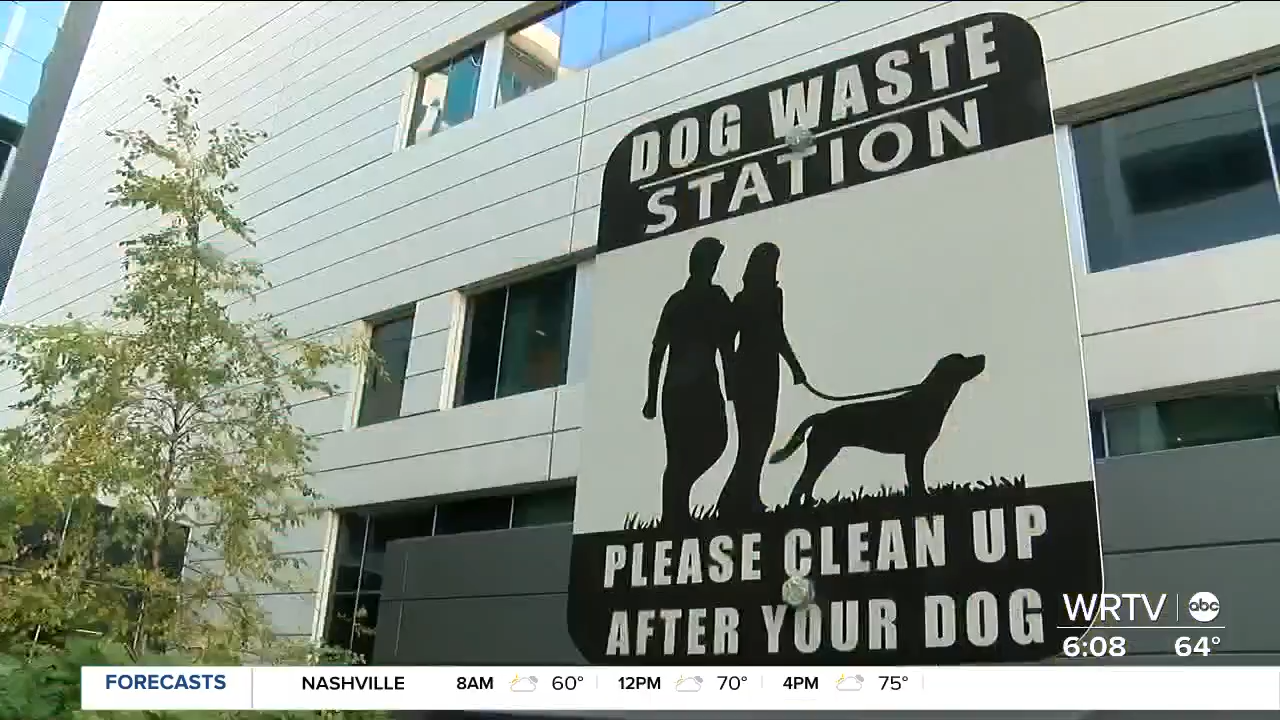 DOG WASTE
STATION
PLEASE CLEAN UP
AFTER YOUR DOG
WRTV abc
6:08 64°
FORECASTS NASHVILLE 8AM 60° 12PM 70° 4PM 75°